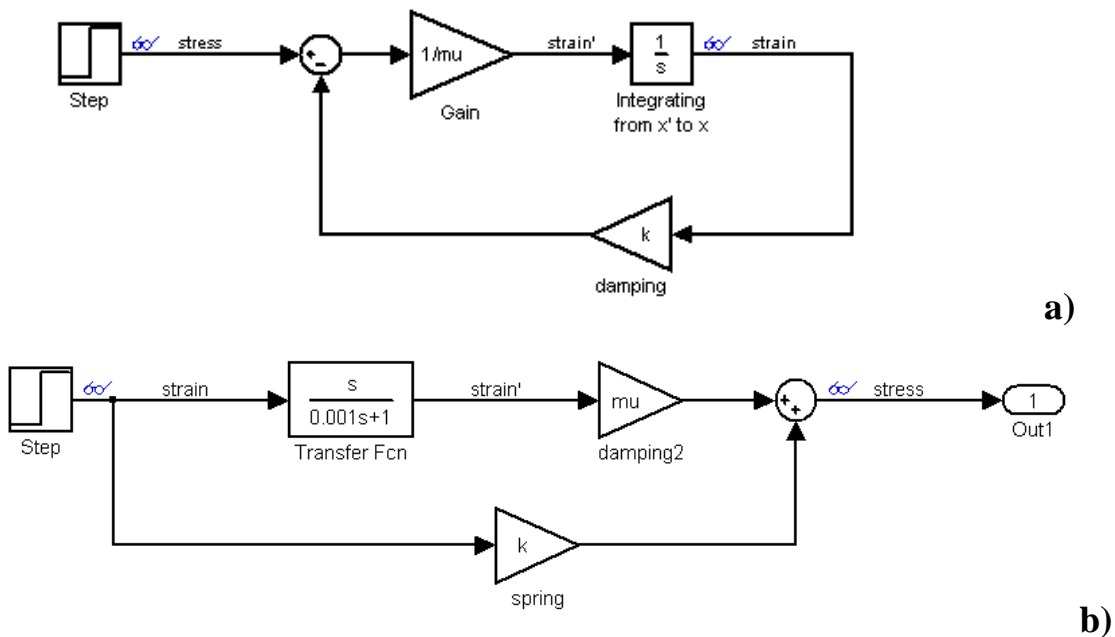 stress
strain'
strain
+
−
1/mu
1
s
Step
Gain
Integrating
from x' to x
k
damping
a)
strain
s
0.001s+1
strain'
mu
+
+
stress
1
Step
Transfer Fcn
damping2
Out1
k
spring
b)